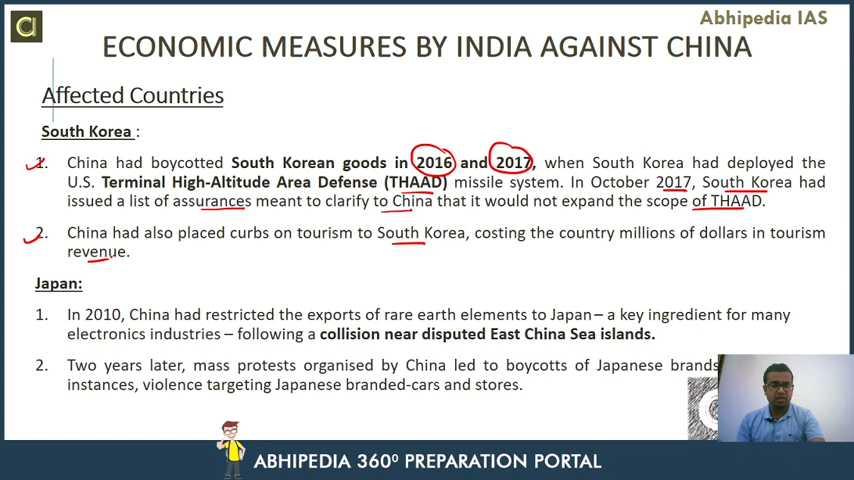 Abhipedia IAS
ECONOMIC MEASURES BY INDIA AGAINST CHINA
Affected Countries
South Korea :
1. China had boycotted South Korean goods in 2016 and 2017, when South Korea had deployed the
U.S. Terminal High-Altitude Area Defense (THAAD) missile system. In October 2017, South Korea had
issued a list of assurances meant to clarify to China that it would not expand the scope of THAAD.
2. China had also placed curbs on tourism to South Korea, costing the country millions of dollars in tourism
revenue.
Japan:
1. In 2010, China had restricted the exports of rare earth elements to Japan – a key ingredient for many
electronics industries – following a collision near disputed East China Sea islands.
2. Two years later, mass protests organised by China led to boycotts of Japanese brands
instances, violence targeting Japanese branded-cars and stores.
ABHIPEDIA 360⁰ PREPARATION PORTAL